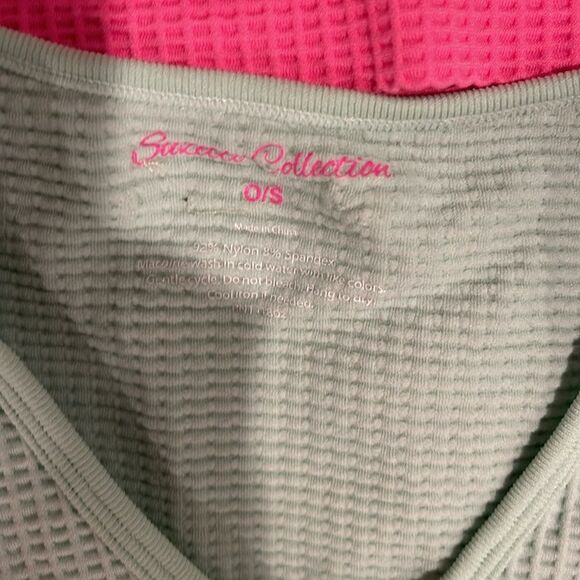 Collection
O/S
Made in China
92% Nylon 8% Spandex
Machine wash in cold water with like colors.
Gentle cycle. Do not bleach. Hang to dry.
Cool iron if needed.